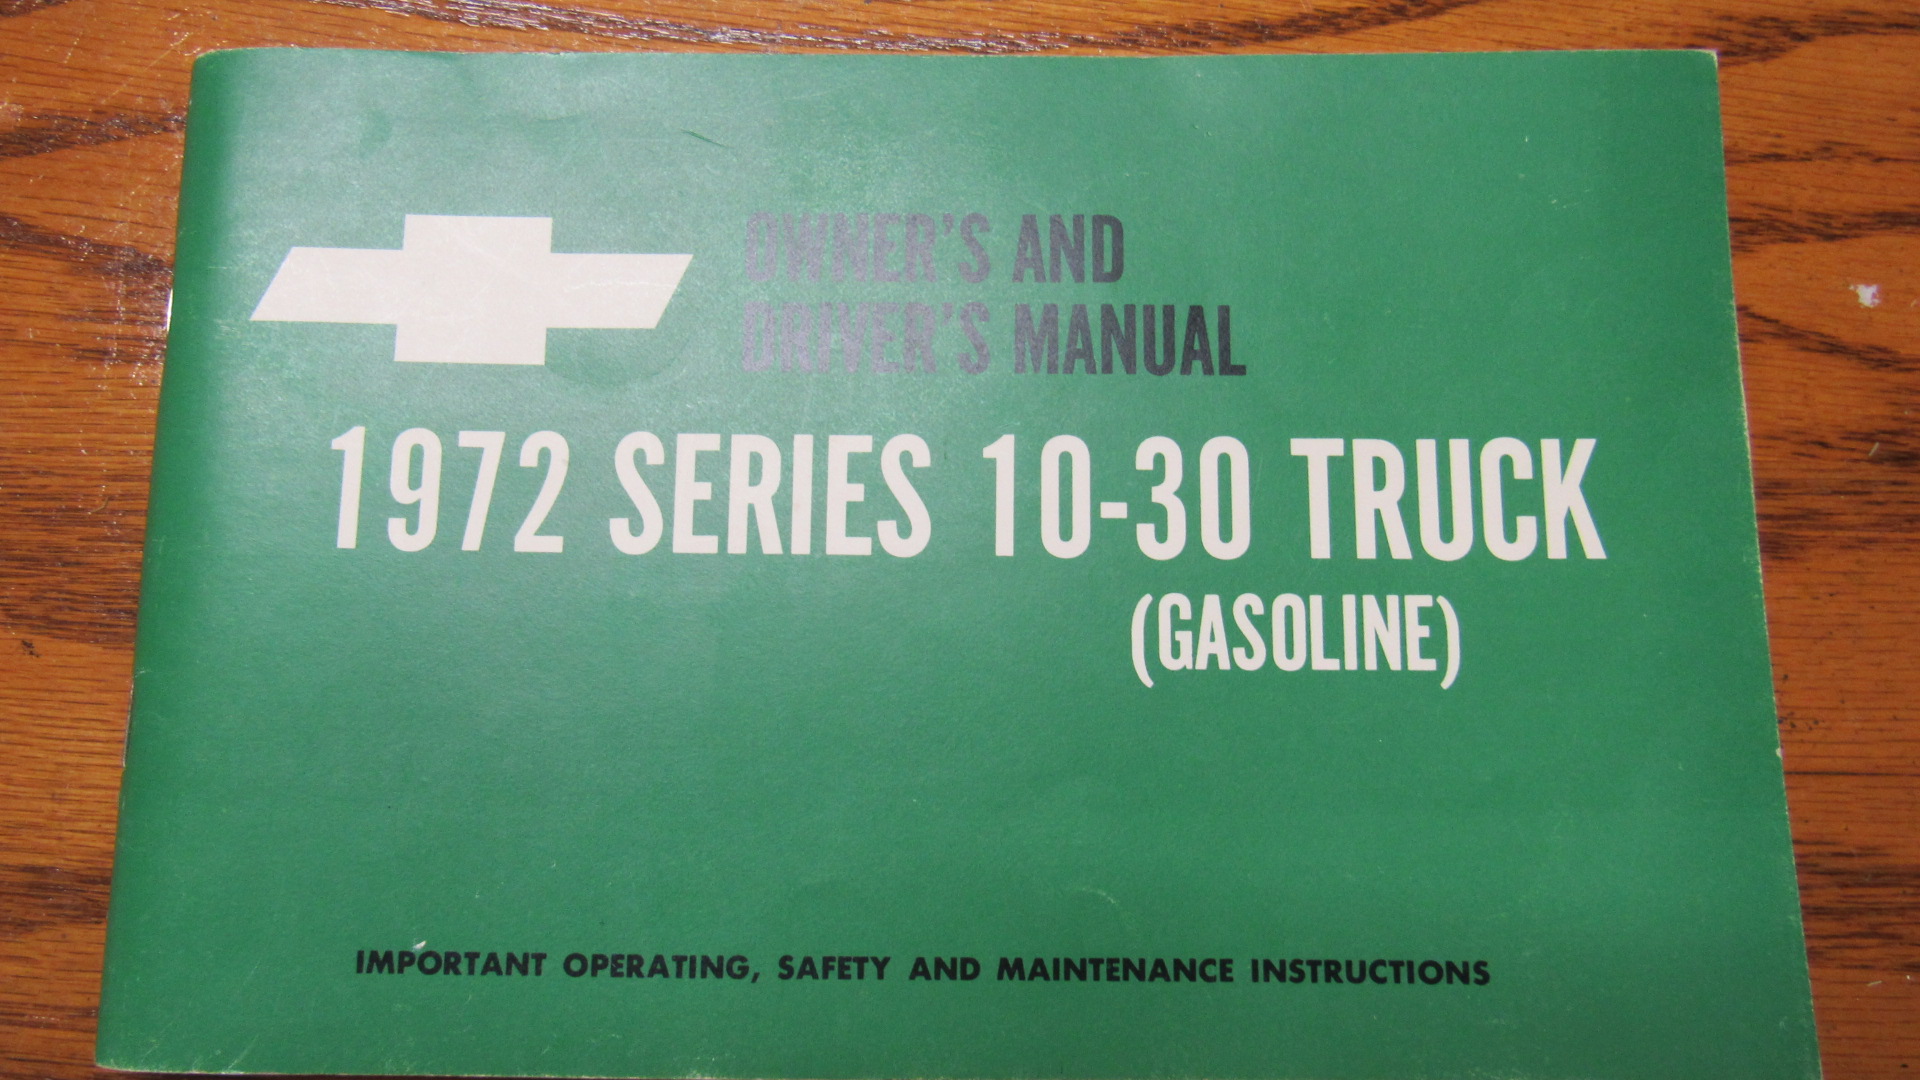 OWNER'S AND
DRIVER'S MANUAL
1972 SERIES 10-30 TRUCK
(GASOLINE)
IMPORTANT OPERATING, SAFETY AND MAINTENANCE INSTRUCTIONS